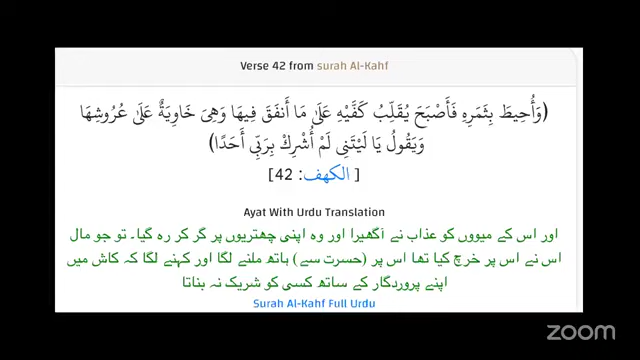 Verse 42 from surah Al-Kahf
﴿وَأُحِيطَ بِثَمَرِهِ فَأَصْبَحَ يُقَلِّبُ كَفَّيْهِ عَلَىٰ مَا أَنفَقَ فِيهَا وَهِيَ خَاوِيَةٌ عَلَىٰ عُرُوشِهَا
وَيَقُولُ يَا لَيْتَنِي لَمْ أُشْرِكْ بِرَبِّي أَحَدًا﴾
[ الكهف: 42]
Ayat With Urdu Translation
اور اس کے میووں کو عذاب نے آگھیرا اور وہ اپنی چھتریوں پر گر کر رہ گیا۔ تو جو مال
اس نے اس پر خرچ کیا تھا اس پر (حسرت سے) ہاتھ ملنے لگا اور کہنے لگا کہ کاش میں
اپنے پروردگار کے ساتھ کسی کو شریک نہ بناتا
Surah Al-Kahf Full Urdu
zoom